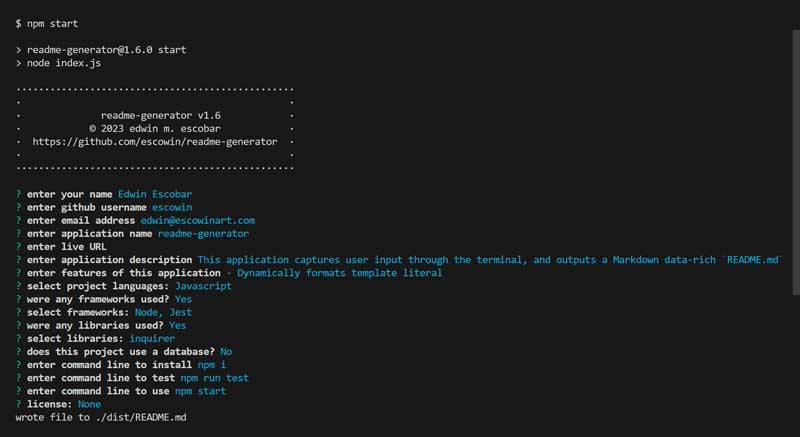 $ npm start
> readme-generator@1.6.0 start
> node index.js
.................................................
· ·
· readme-generator v1.6 ·
· © 2023 edwin m. escobar ·
· https://github.com/escowin/readme-generator ·
· ·
.................................................
? enter your name Edwin Escobar
? enter github username escowin
? enter email address edwin@escowinart.com
? enter application name readme-generator
? enter live URL
? enter application description This application captures user input through the terminal, and outputs a Markdown data-rich `README.md`
? enter features of this application - Dynamically formats template literal
? select project languages: Javascript
? were any frameworks used? Yes
? select frameworks: Node, Jest
? were any libraries used? Yes
? select libraries: inquirer
? does this project use a database? No
? enter command line to install npm i
? enter command line to test npm run test
? enter command line to use npm start
? license: None
wrote file to ./dist/README.md